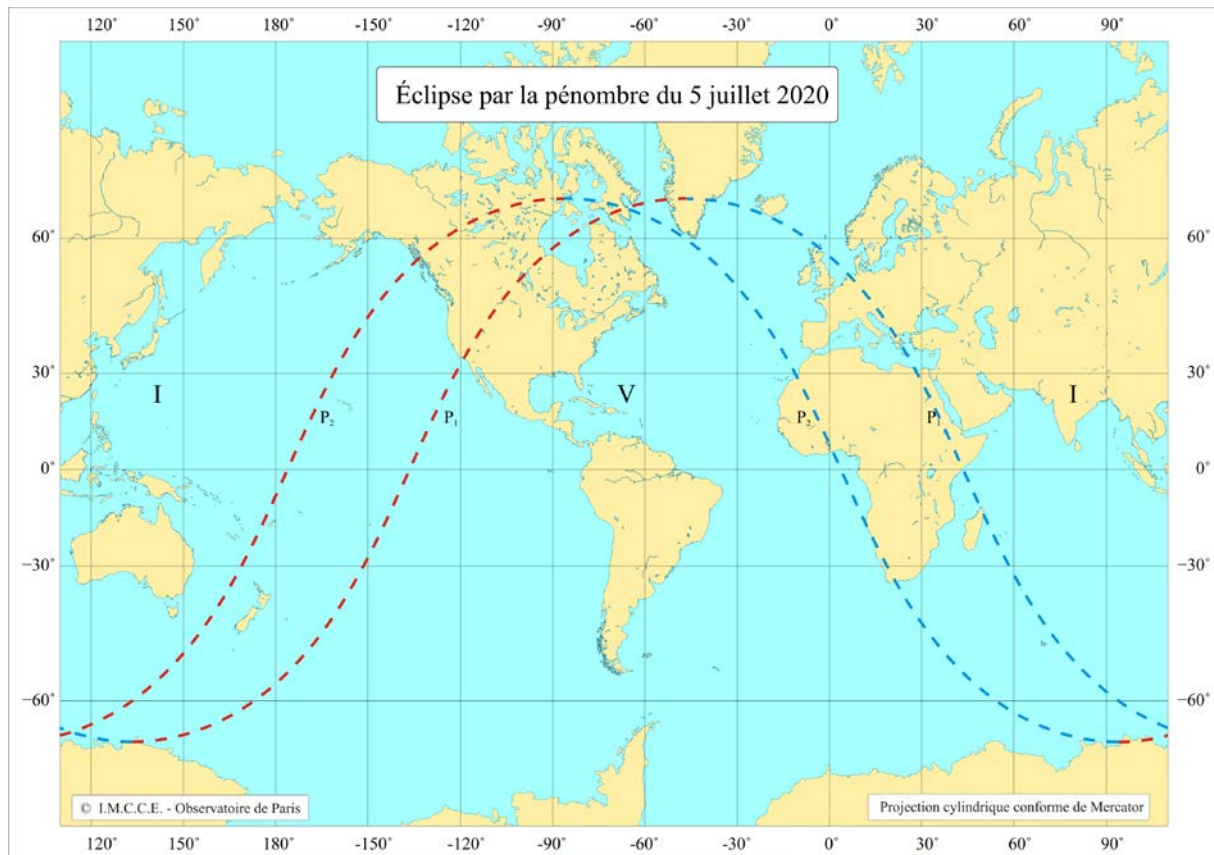 120˚ 150˚ 180˚ -150˚ -120˚ -90˚ -60˚ -30˚ 0˚ 30˚ 60˚ 90˚
Éclipse par la pénombre du 5 juillet 2020
60˚ 60˚
30˚ 30˚
I V I
P₂ P₁ P₂ P₁
0˚ 0˚
−30˚ −30˚
−60˚ −60˚
© I.M.C.C.E. - Observatoire de Paris
Projection cylindrique conforme de Mercator
120˚ 150˚ 180˚ -150˚ -120˚ -90˚ -60˚ -30˚ 0˚ 30˚ 60˚ 90˚